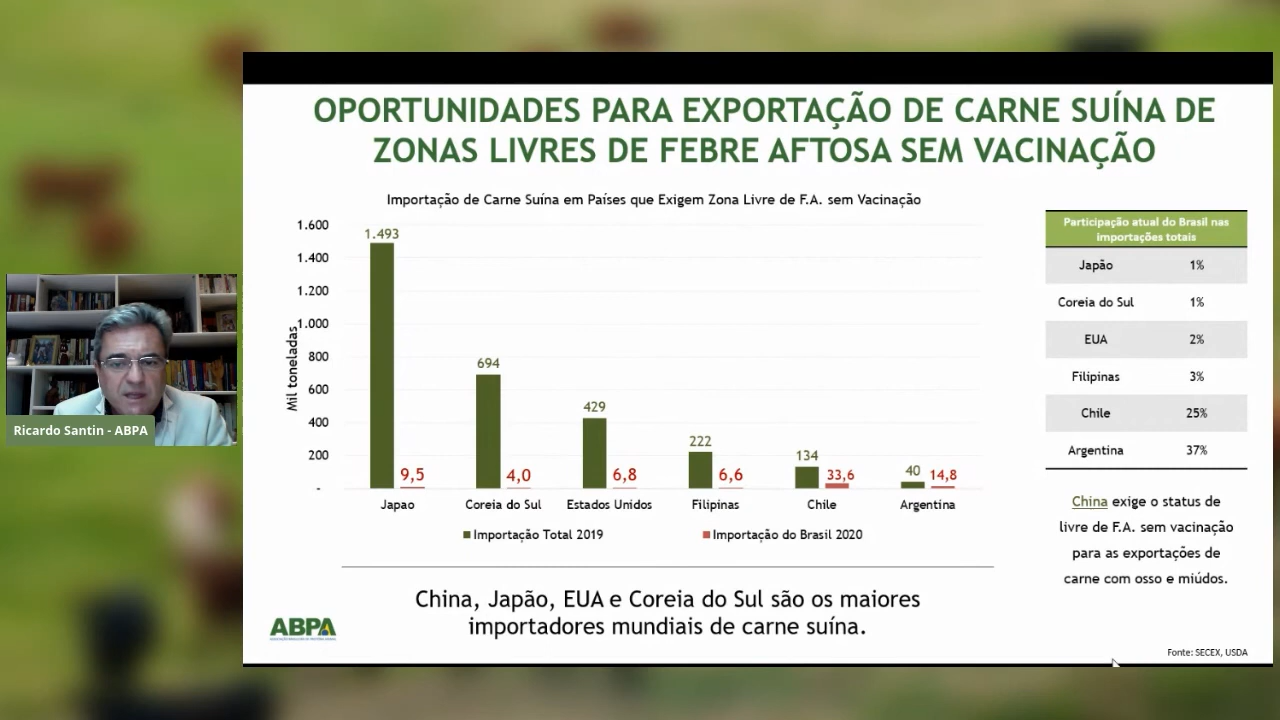 OPORTUNIDADES PARA EXPORTAÇÃO DE CARNE SUÍNA DE
ZONAS LIVRES DE FEBRE AFTOSA SEM VACINAÇÃO
Importação de Carne Suína em Países que Exigem Zona Livre de F.A. sem Vacinação
Mil toneladas
1.600
1.400
1.200
1.000
800
600
400
200
-
1.493
9,5
694
4,0
429
6,8
222
6,6
134
33,6
40
14,8
Japao
Coreia do Sul
Estados Unidos
Filipinas
Chile
Argentina
Importação Total 2019
Importação do Brasil 2020
Participação atual do Brasil nas
importações totais
Japão 1%
Coreia do Sul 1%
EUA 2%
Filipinas 3%
Chile 25%
Argentina 37%
China exige o status de
livre de F.A. sem vacinação
para as exportações de
carne com osso e miúdos.
China, Japão, EUA e Coreia do Sul são os maiores
importadores mundiais de carne suína.
ABPA
Fonte: SECEX, USDA
Ricardo Santin - ABPA